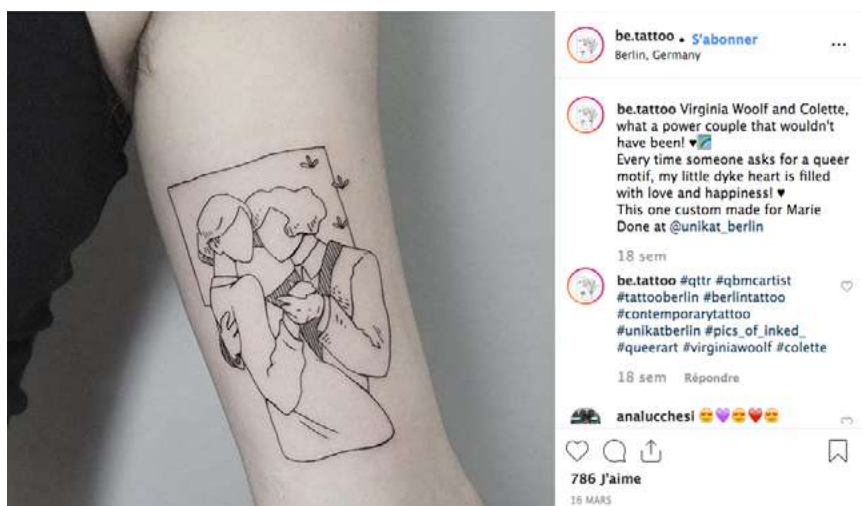 be.tattoo • S'abonner
Berlin, Germany
be.tattoo Virginia Woolf and Colette,
what a power couple that wouldn't
have been! ♥
Every time someone asks for a queer
motif, my little dyke heart is filled
with love and happiness! ♥
This one custom made for Marie
Done at @unikat_berlin
18 sem
be.tattoo #qttr #qbmcartist
#tattooberlin #berlintattoo
#contemporarytattoo
#unikatberlin #pics_of_inked_
#queerart #virginiawoolf #colette
18 sem Répondre
analucchesi 😍💜😍❤️😍
786 J'aime
16 MARS